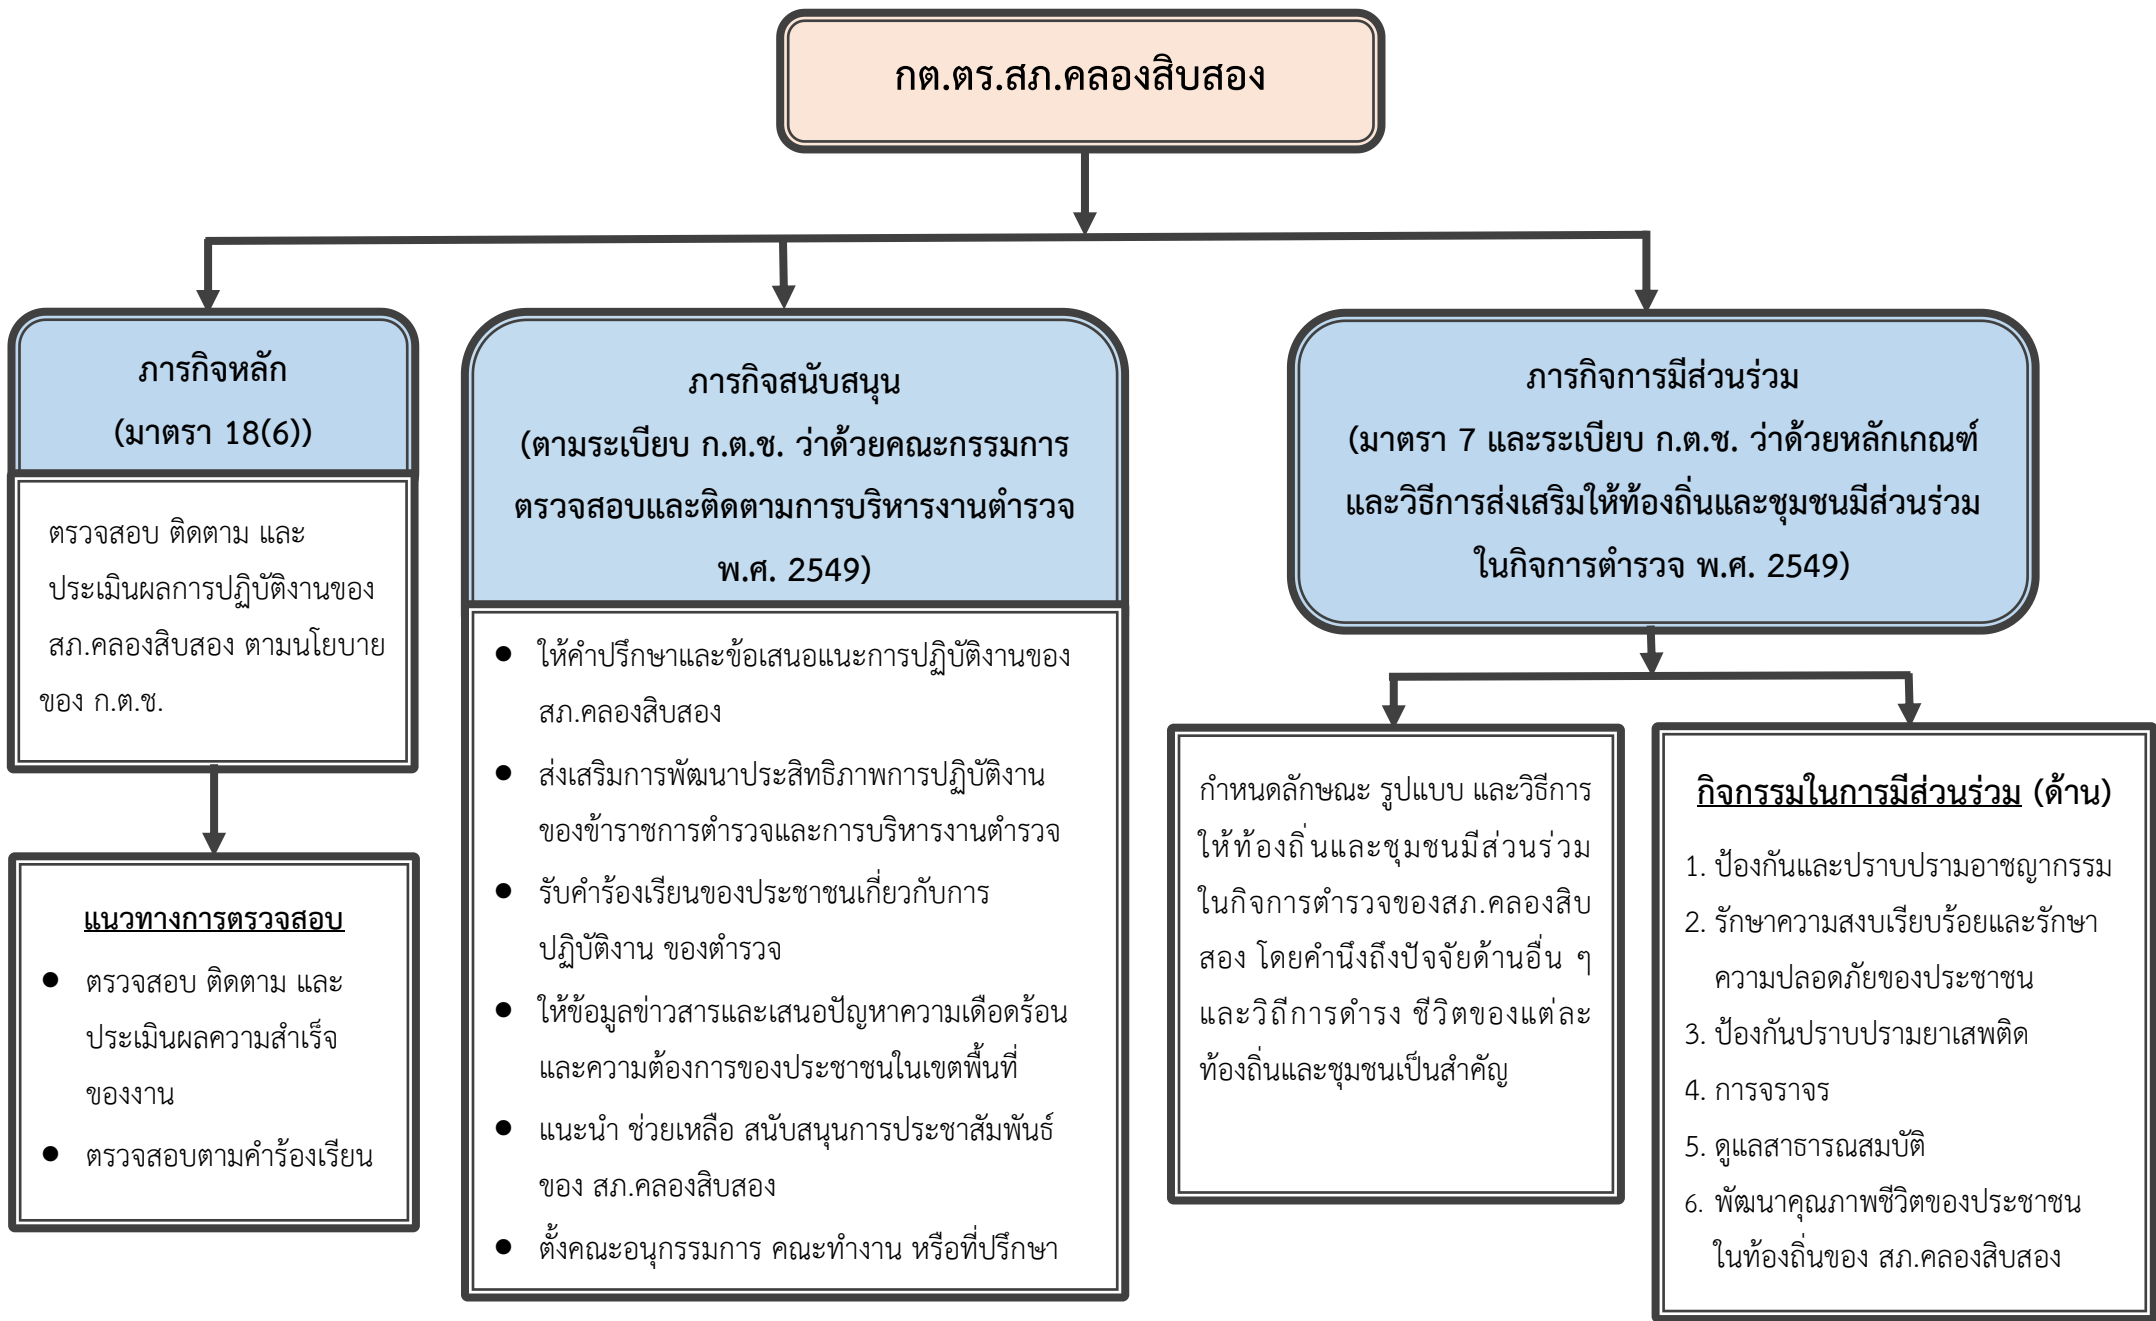 กต.ตร.สภ.คลองสิบสอง
ภารกิจหลัก
(มาตรา 18(6))
ตรวจสอบ ติดตาม และ
ประเมินผลการปฏิบัติงานของ
สภ.คลองสิบสอง ตามนโยบาย
ของ ก.ต.ช.
แนวทางการตรวจสอบ
● ตรวจสอบ ติดตาม และ
ประเมินผลความสำเร็จ
ของงาน
● ตรวจสอบตามคำร้องเรียน
ภารกิจสนับสนุน
(ตามระเบียบ ก.ต.ช. ว่าด้วยคณะกรรมการ
ตรวจสอบและติดตามการบริหารงานตำรวจ
พ.ศ. 2549)
● ให้คำปรึกษาและข้อเสนอแนะการปฏิบัติงานของ
สภ.คลองสิบสอง
● ส่งเสริมการพัฒนาประสิทธิภาพการปฏิบัติงาน
ของข้าราชการตำรวจและการบริหารงานตำรวจ
● รับคำร้องเรียนของประชาชนเกี่ยวกับการ
ปฏิบัติงาน ของตำรวจ
● ให้ข้อมูลข่าวสารและเสนอปัญหาความเดือดร้อน
และความต้องการของประชาชนในเขตพื้นที่
● แนะนำ ช่วยเหลือ สนับสนุนการประชาสัมพันธ์
ของ สภ.คลองสิบสอง
● ตั้งคณะอนุกรรมการ คณะทำงาน หรือที่ปรึกษา
ภารกิจการมีส่วนร่วม
(มาตรา 7 และระเบียบ ก.ต.ช. ว่าด้วยหลักเกณฑ์
และวิธีการส่งเสริมให้ท้องถิ่นและชุมชนมีส่วนร่วม
ในกิจการตำรวจ พ.ศ. 2549)
กำหนดลักษณะ รูปแบบ และวิธีการ
ให้ท้องถิ่นและชุมชนมีส่วนร่วม
ในกิจการตำรวจของสภ.คลองสิบ
สอง โดยคำนึงถึงปัจจัยด้านอื่น ๆ
และวิถีการดำรง ชีวิตของแต่ละ
ท้องถิ่นและชุมชนเป็นสำคัญ
กิจกรรมในการมีส่วนร่วม (ด้าน)
1. ป้องกันและปราบปรามอาชญากรรม
2. รักษาความสงบเรียบร้อยและรักษา
ความปลอดภัยของประชาชน
3. ป้องกันปราบปรามยาเสพติด
4. การจราจร
5. ดูแลสาธารณสมบัติ
6. พัฒนาคุณภาพชีวิตของประชาชน
ในท้องถิ่นของ สภ.คลองสิบสอง